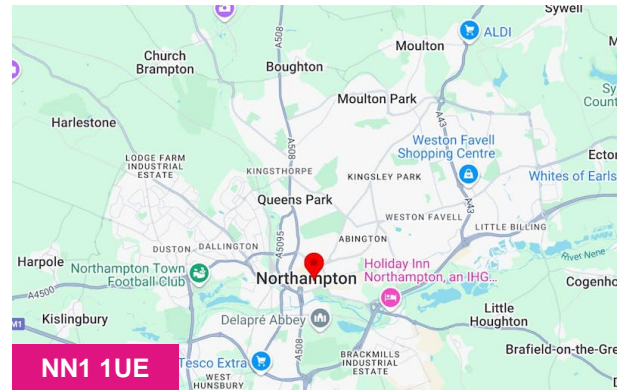 Sywell
ALDI
A508
Church
Brampton
Boughton
Moulton
Moulton Park
A43
Harlestone
A508
Weston Favell
Shopping Centre
Ecton
LODGE FARM
INDUSTRIAL
ESTATE
KINGSTHORPE
KINGSLEY PARK
Whites of Earls
Queens Park
A43
WESTON FAVELL
LITTLE BILLING
DUSTON
DALLINGTON
A5095
ABINGTON
River Nene
Harpole
Northampton Town
Football Club
Northampton
Holiday Inn
Northampton, an IHG...
Cogenho
A4500
M1
Kislingbury
Delapré Abbey
Little
Houghton
Brafield-on-the-Gre
BRACKMILLS
INDUSTRIAL
ESTATE
A508
Tesco Extra
NN1 1UE
WEST
HUNSBURY